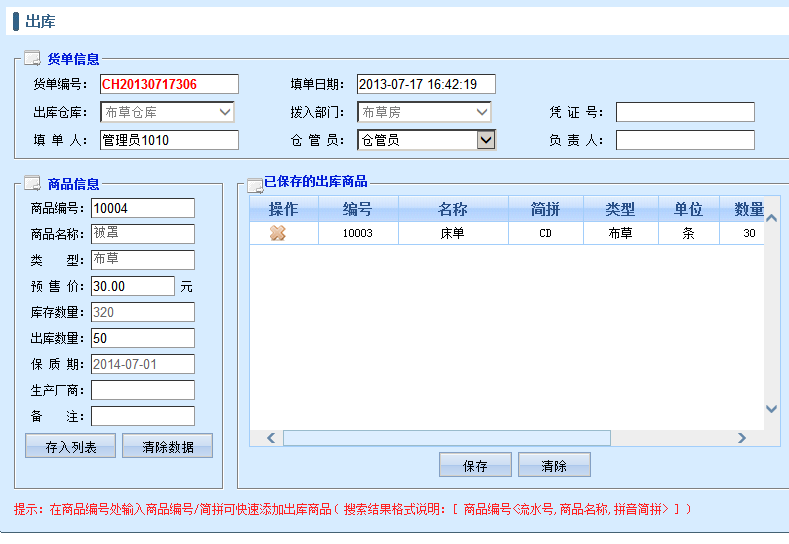 出库
货单信息
货单编号： CH20130717306 填单日期： 2013-07-17 16:42:19
出库仓库： 布草仓库 拨入部门： 布草房 凭 证 号：
填 单 人： 管理员1010 仓 管 员： 仓管员 负 责 人：
商品信息
商品编号： 10004
商品名称： 被罩
类 型： 布草
预 售 价： 30.00 元
库存数量： 320
出库数量： 50
保 质 期： 2014-07-01
生产厂商：
备 注：
存入列表 清除数据
已保存的出库商品
操作 编号 名称 简拼 类型 单位 数量
10003 床单 CD 布草 条 30
保存 清除
提示：在商品编号处输入商品编号/简拼可快速添加出库商品( 搜索结果格式说明：[ 商品编号<流水号,商品名称,拼音简拼> ] )